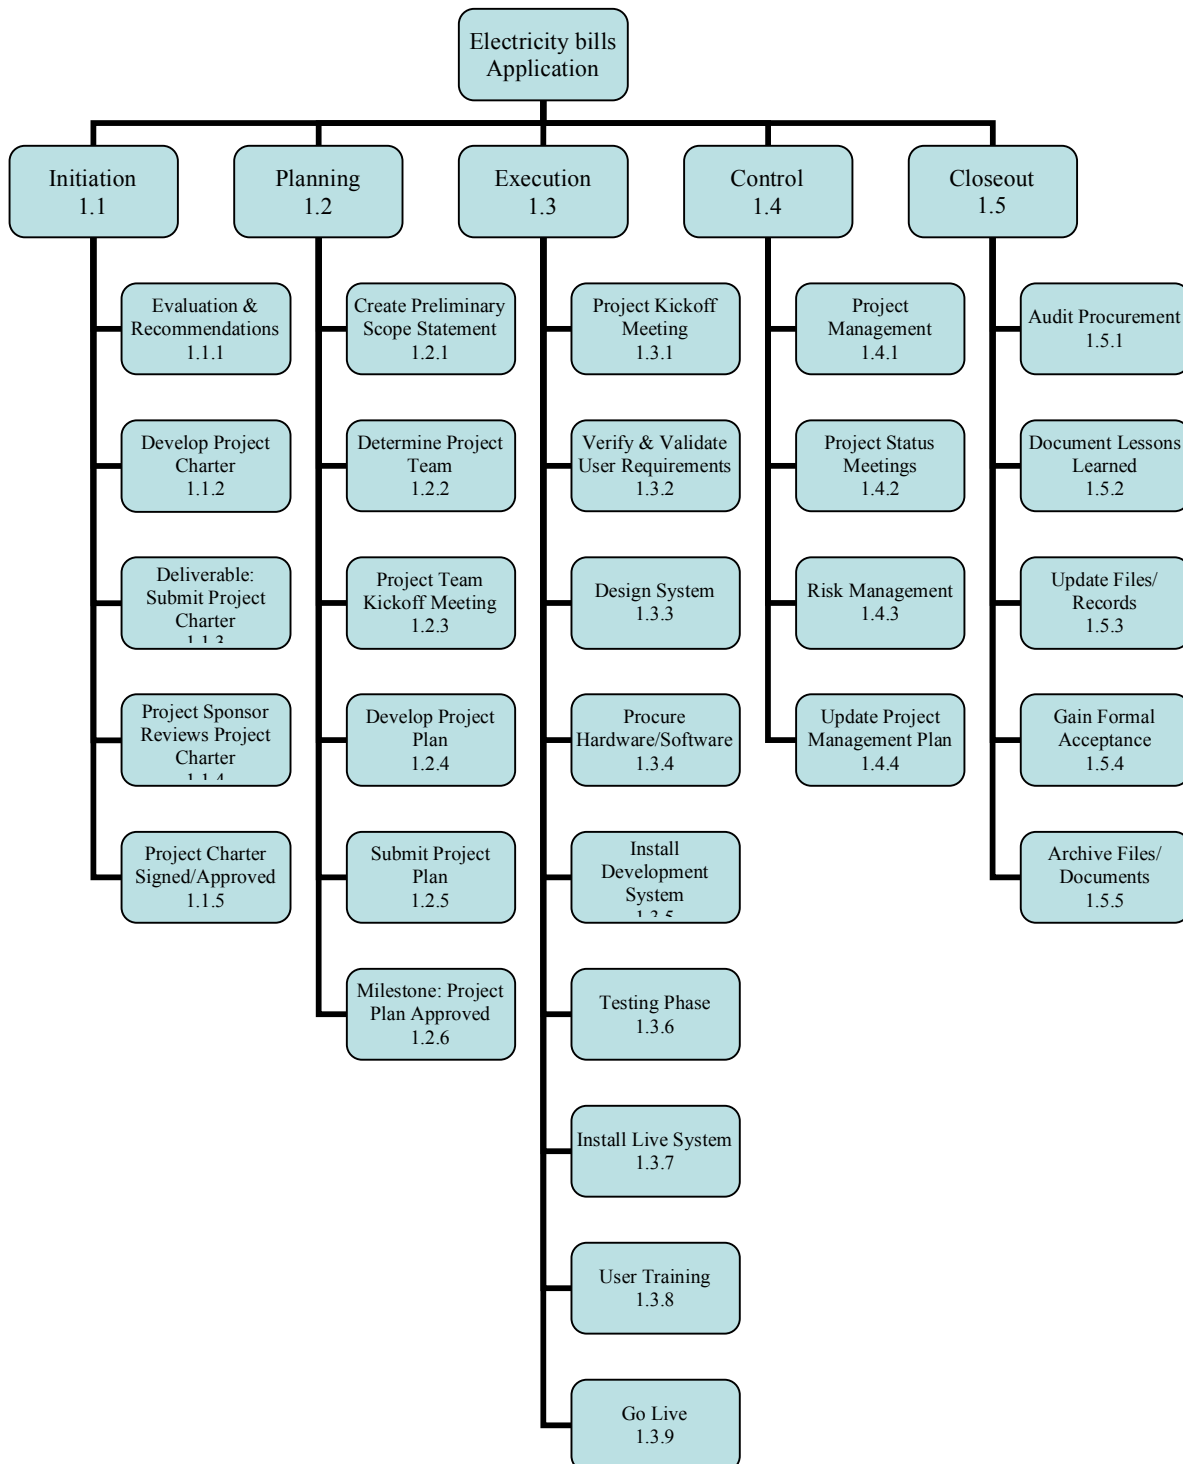 Electricity bills
Application
Initiation
1.1
Planning
1.2
Execution
1.3
Control
1.4
Closeout
1.5
Evaluation &
Recommendations
1.1.1
Develop Project
Charter
1.1.2
Deliverable:
Submit Project
Charter
1.1.3
Project Sponsor
Reviews Project
Charter
1.1.4
Project Charter
Signed/Approved
1.1.5
Create Preliminary
Scope Statement
1.2.1
Determine Project
Team
1.2.2
Project Team
Kickoff Meeting
1.2.3
Develop Project
Plan
1.2.4
Submit Project
Plan
1.2.5
Milestone: Project
Plan Approved
1.2.6
Project Kickoff
Meeting
1.3.1
Verify & Validate
User Requirements
1.3.2
Design System
1.3.3
Procure
Hardware/Software
1.3.4
Install
Development
System
1.3.5
Testing Phase
1.3.6
Install Live System
1.3.7
User Training
1.3.8
Go Live
1.3.9
Project
Management
1.4.1
Project Status
Meetings
1.4.2
Risk Management
1.4.3
Update Project
Management Plan
1.4.4
Audit Procurement
1.5.1
Document Lessons
Learned
1.5.2
Update Files/
Records
1.5.3
Gain Formal
Acceptance
1.5.4
Archive Files/
Documents
1.5.5